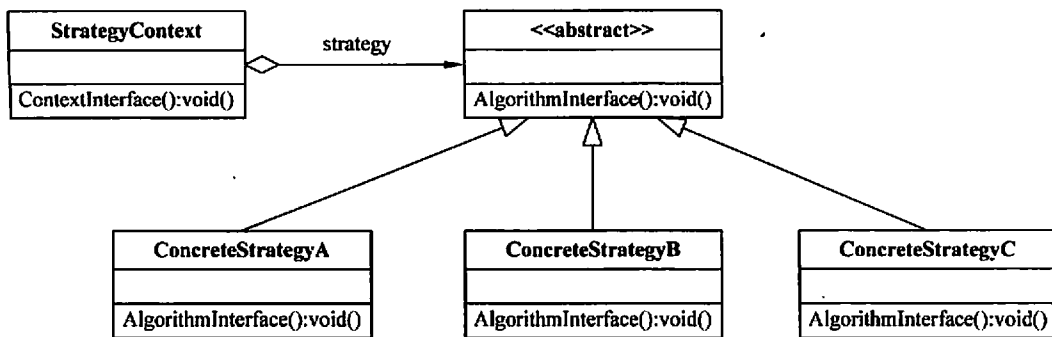 StrategyContext
ContextInterface():void()
strategy
<<abstract>>
AlgorithmInterface():void()
ConcreteStrategyA
AlgorithmInterface():void()
ConcreteStrategyB
AlgorithmInterface():void()
ConcreteStrategyC
AlgorithmInterface():void()